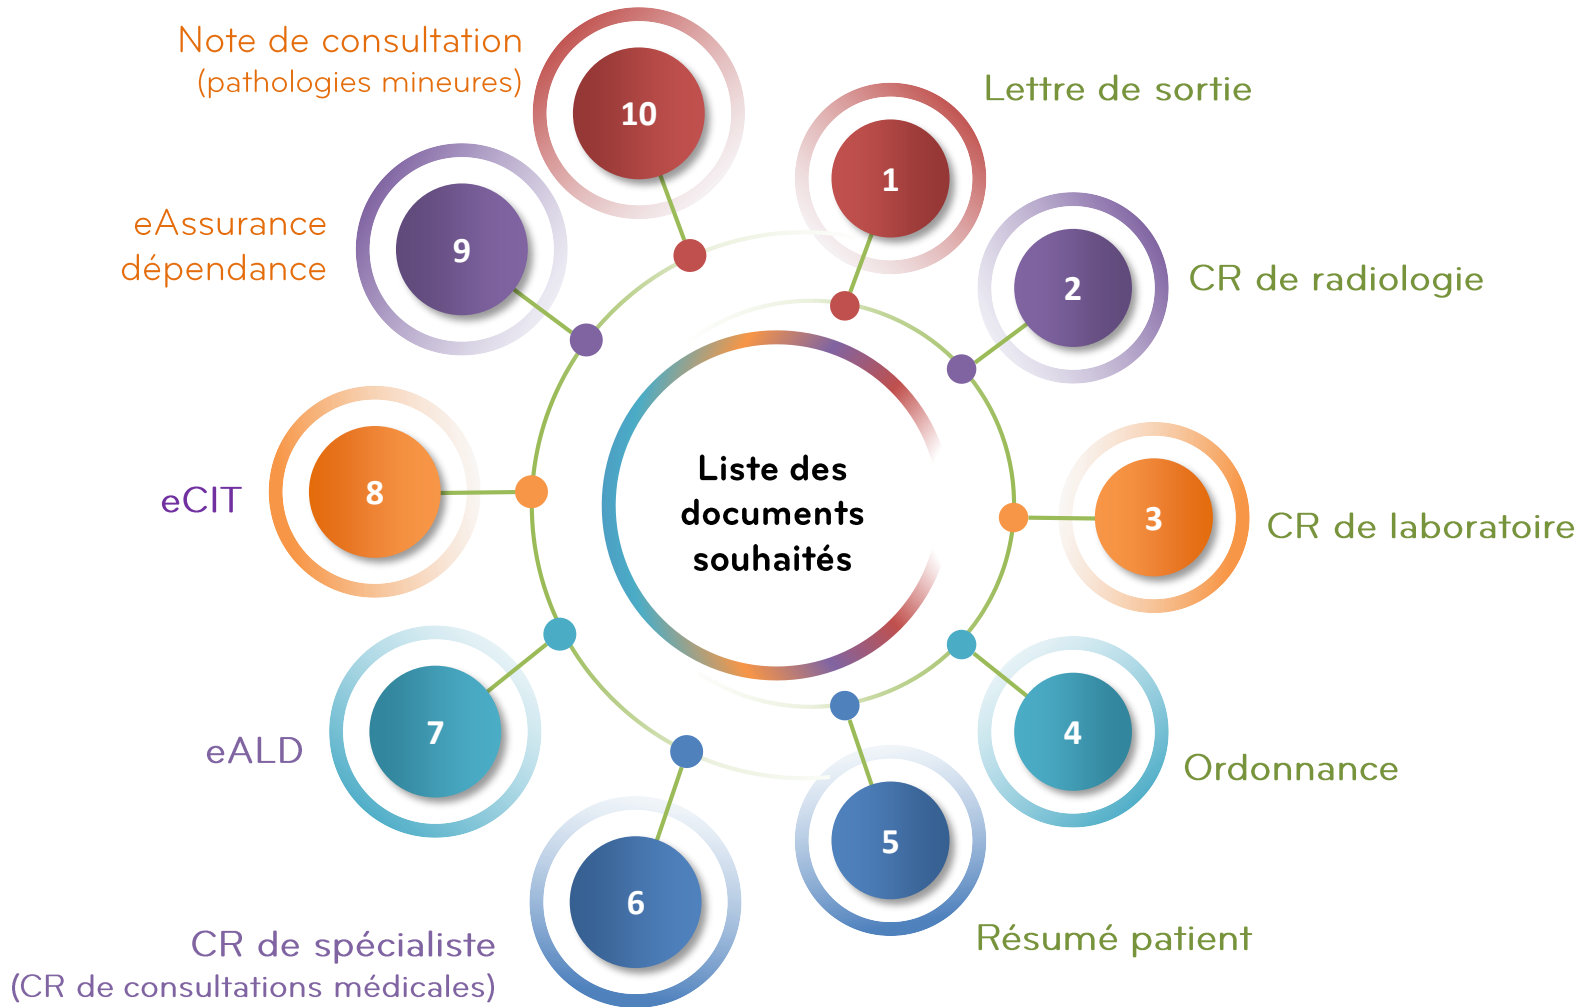 Liste des
documents
souhaités
1
Lettre de sortie
2
CR de radiologie
3
CR de laboratoire
4
Ordonnance
5
Résumé patient
6
CR de spécialiste
(CR de consultations médicales)
7
eALD
8
eCIT
9
eAssurance
dépendance
10
Note de consultation
(pathologies mineures)